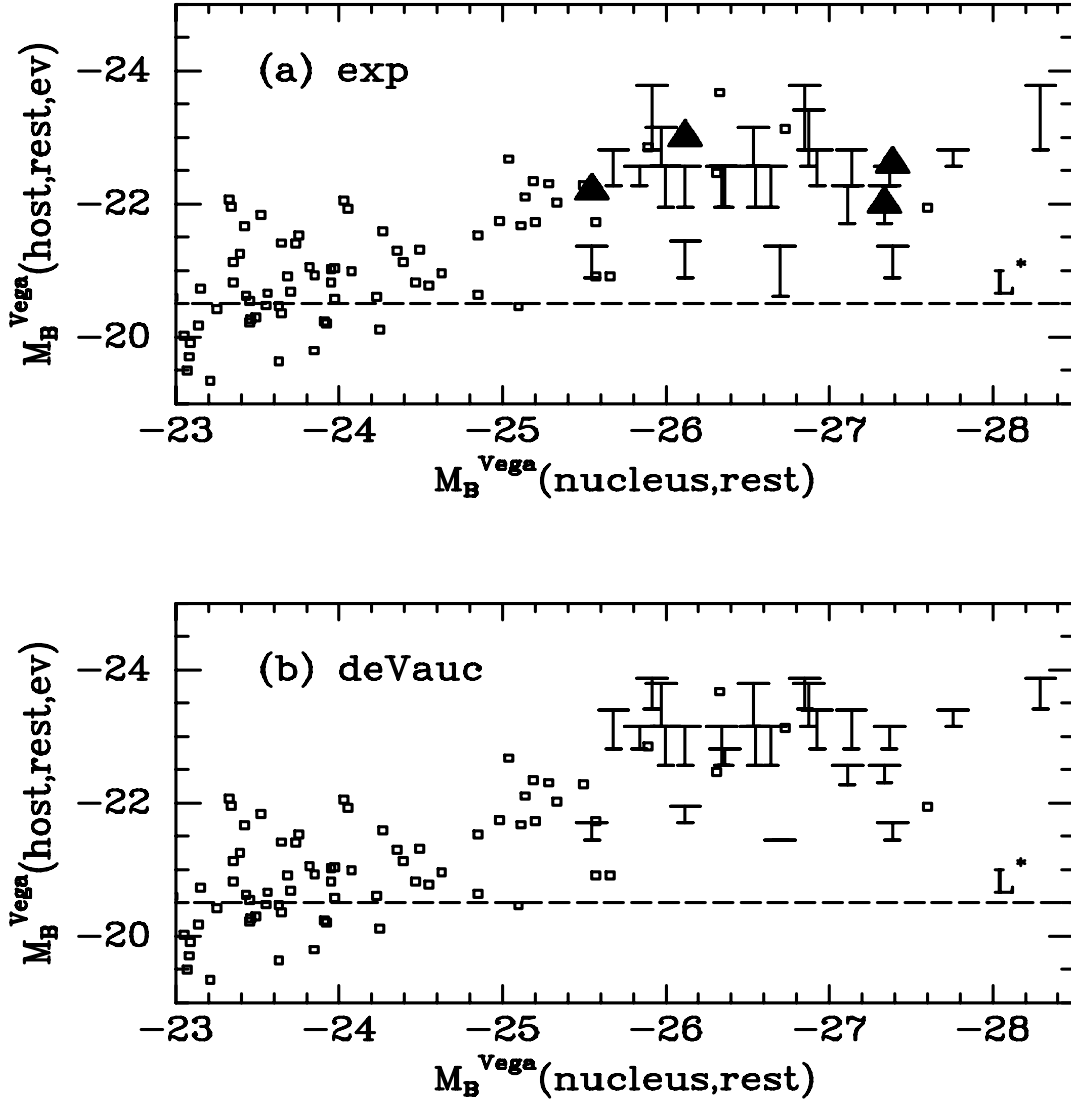 (a) exp
−24
−22
−20
L*
−23 −24 −25 −26 −27 −28
M_B^Vega(nucleus,rest)
M_B^Vega(host,rest,ev)
(b) deVauc
−24
−22
−20
L*
−23 −24 −25 −26 −27 −28
M_B^Vega(nucleus,rest)
M_B^Vega(host,rest,ev)